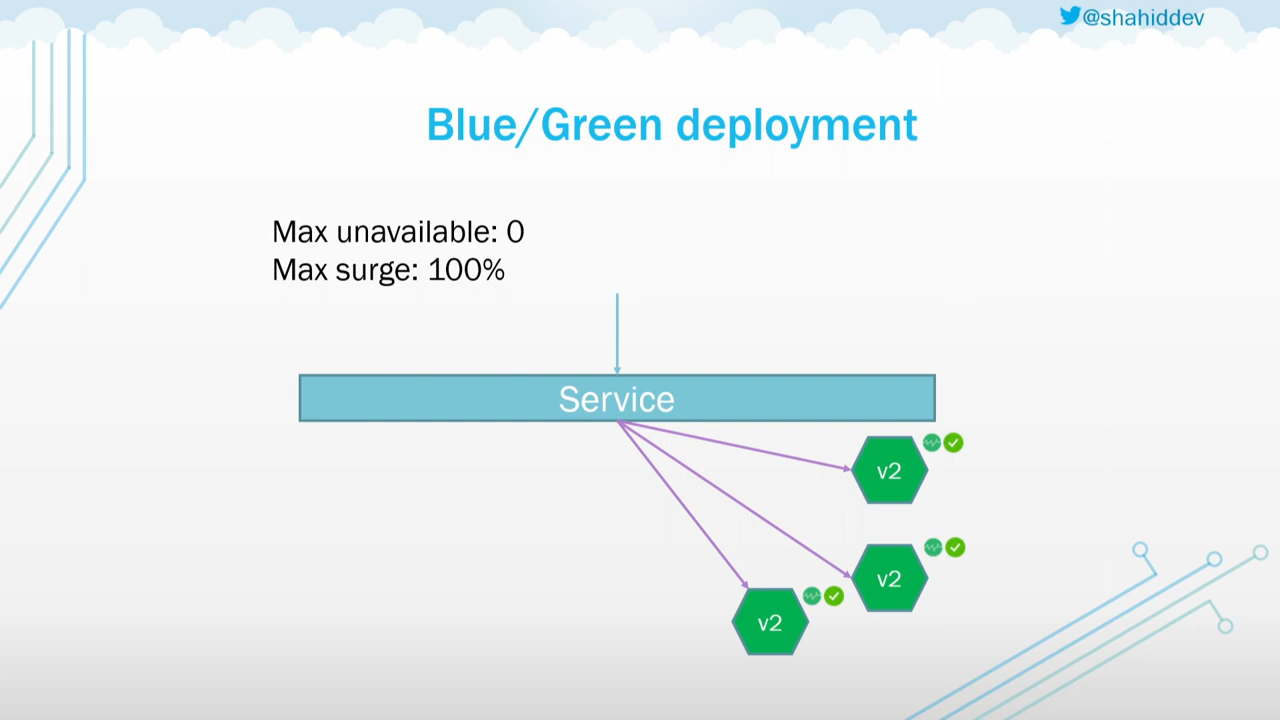 @shahiddev
Blue/Green deployment
Max unavailable: 0
Max surge: 100%
Service
v2
v2
v2